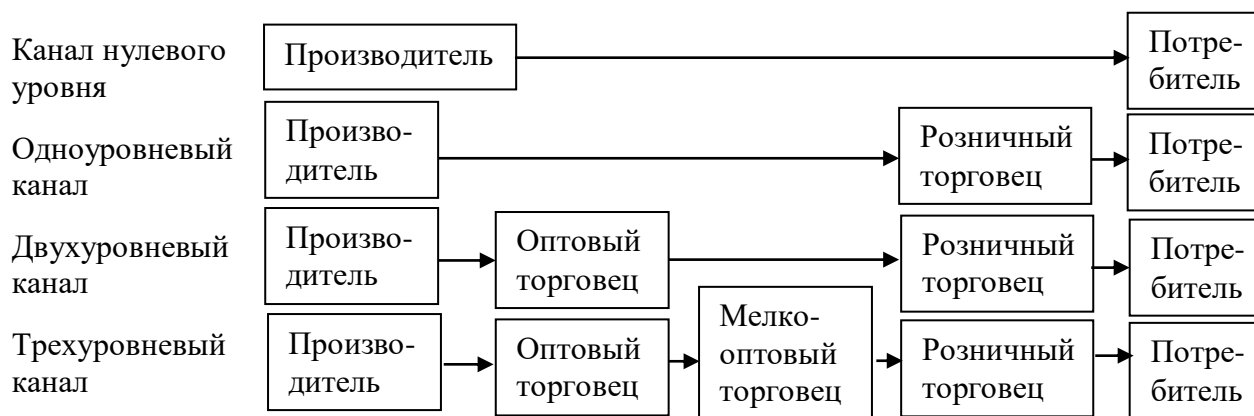 Канал нулевого
уровня
Производитель
Потре-
битель
Одноуровневый
канал
Произво-
дитель
Розничный
торговец
Потре-
битель
Двухуровневый
канал
Произво-
дитель
Оптовый
торговец
Розничный
торговец
Потре-
битель
Трехуровневый
канал
Произво-
дитель
Оптовый
торговец
Мелко-
оптовый
торговец
Розничный
торговец
Потре-
битель